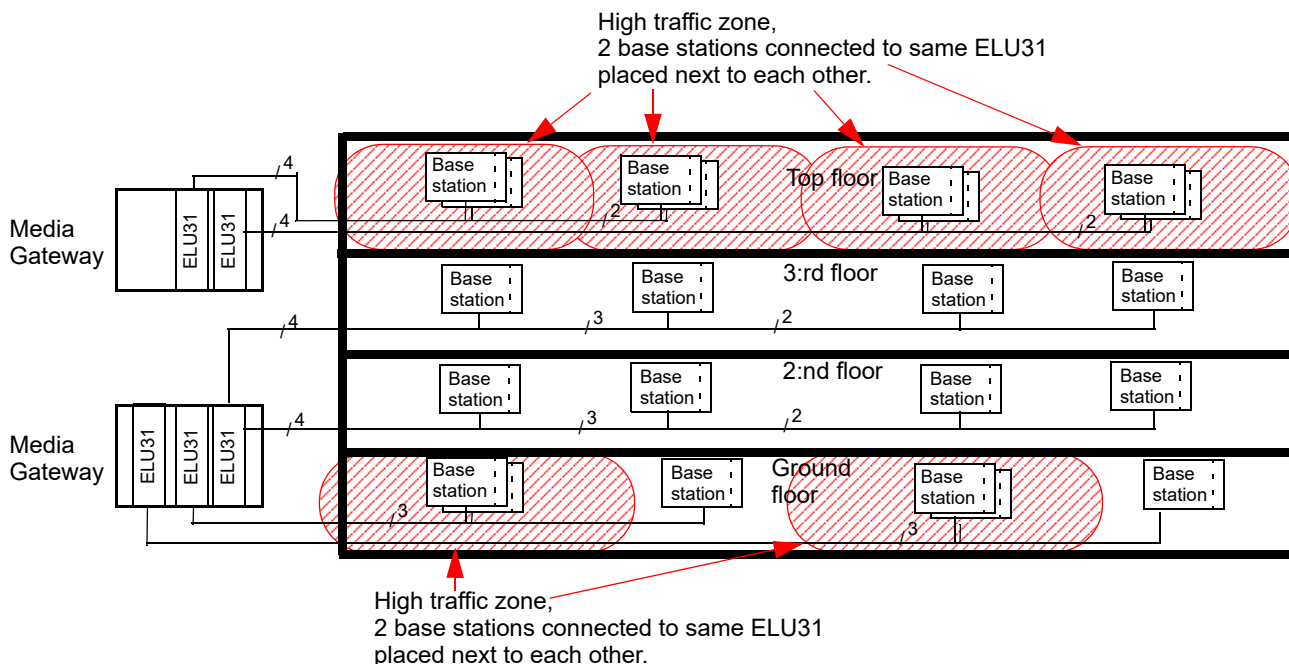 High traffic zone,
2 base stations connected to same ELU31
placed next to each other.
4
Base
station
Base
station
Top floor
Base
station
Base
station
Media
Gateway
ELU31
ELU31
4
2
2
Base
station
Base
station
3:rd floor
Base
station
Base
station
4
3
2
Base
station
Base
station
2:nd floor
Base
station
Base
station
Media
Gateway
ELU31
ELU31
ELU31
4
3
2
Base
station
Base
station
Ground
floor
Base
station
Base
station
3
3
High traffic zone,
2 base stations connected to same ELU31
placed next to each other.